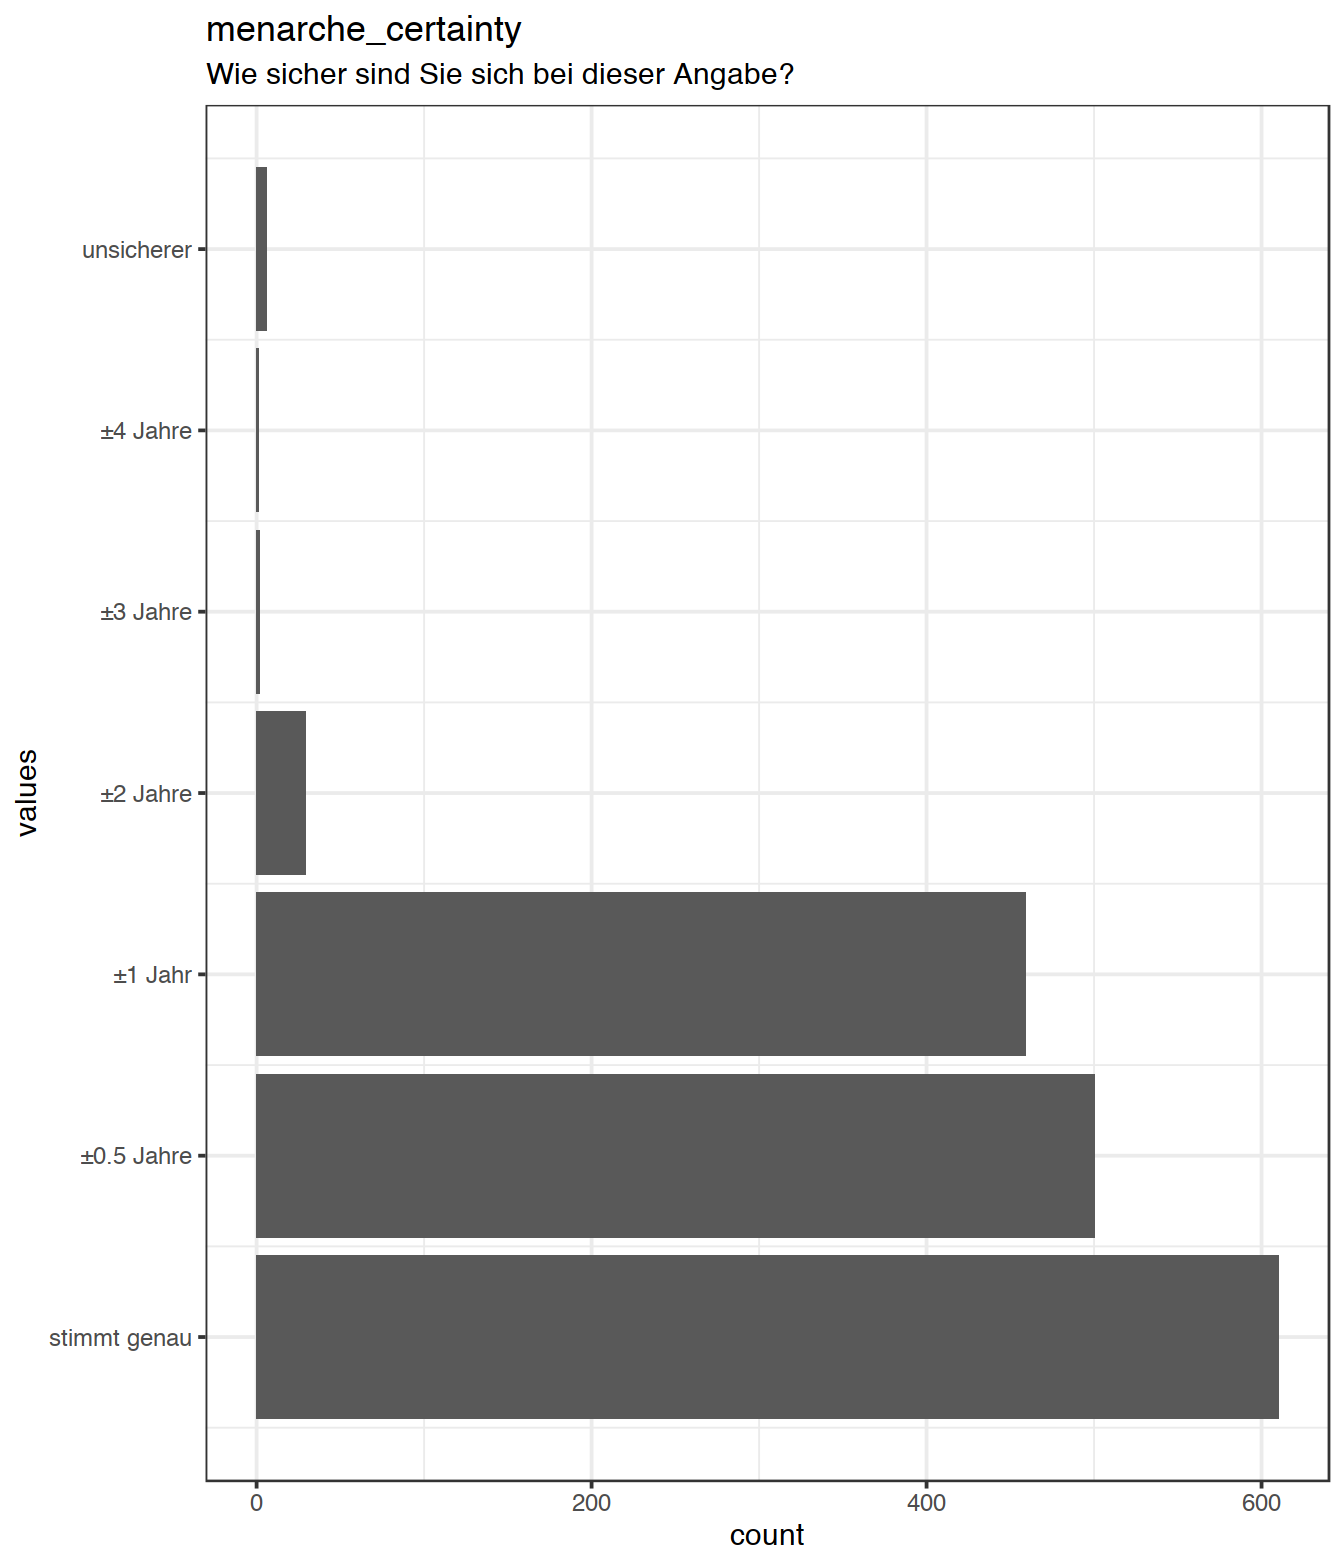 menarche_certainty
Wie sicher sind Sie sich bei dieser Angabe?
values
unsicherer
±4 Jahre
±3 Jahre
±2 Jahre
±1 Jahr
±0.5 Jahre
stimmt genau
0 200 400 600
count